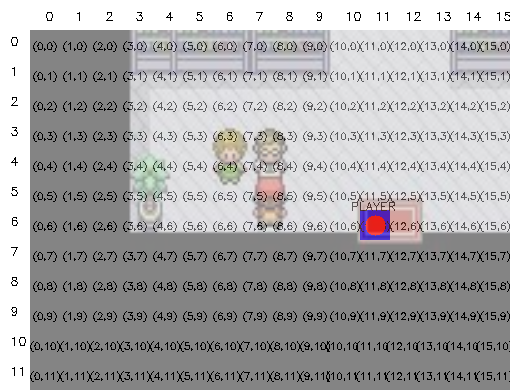 0 1 2 3 4 5 6 7 8 9 10 11 12 13 14 15
0 (0,0) (1,0) (2,0) (3,0) (4,0) (5,0) (6,0) (7,0) (8,0) (9,0) (10,0) (11,0) (12,0) (13,0) (14,0) (15,0)
1 (0,1) (1,1) (2,1) (3,1) (4,1) (5,1) (6,1) (7,1) (8,1) (9,1) (10,1) (11,1) (12,1) (13,1) (14,1) (15,1)
2 (0,2) (1,2) (2,2) (3,2) (4,2) (5,2) (6,2) (7,2) (8,2) (9,2) (10,2) (11,2) (12,2) (13,2) (14,2) (15,2)
3 (0,3) (1,3) (2,3) (3,3) (4,3) (5,3) (6,3) (7,3) (8,3) (9,3) (10,3) (11,3) (12,3) (13,3) (14,3) (15,3)
4 (0,4) (1,4) (2,4) (3,4) (4,4) (5,4) (6,4) (7,4) (8,4) (9,4) (10,4) (11,4) (12,4) (13,4) (14,4) (15,4)
5 (0,5) (1,5) (2,5) (3,5) (4,5) (5,5) (6,5) (7,5) (8,5) (9,5) (10,5) (11,5) (12,5) (13,5) (14,5) (15,5)
PLAYER
6 (0,6) (1,6) (2,6) (3,6) (4,6) (5,6) (6,6) (7,6) (8,6) (9,6) (10,6) (12,6) (13,6) (14,6) (15,6)
7 (0,7) (1,7) (2,7) (3,7) (4,7) (5,7) (6,7) (7,7) (8,7) (9,7) (10,7) (11,7) (12,7) (13,7) (14,7) (15,7)
8 (0,8) (1,8) (2,8) (3,8) (4,8) (5,8) (6,8) (7,8) (8,8) (9,8) (10,8) (11,8) (12,8) (13,8) (14,8) (15,8)
9 (0,9) (1,9) (2,9) (3,9) (4,9) (5,9) (6,9) (7,9) (8,9) (9,9) (10,9) (11,9) (12,9) (13,9) (14,9) (15,9)
10 (0,10) (1,10) (2,10) (3,10) (4,10) (5,10) (6,10) (7,10) (8,10) (9,10) (10,10) (11,10) (12,10) (13,10) (14,10) (15,10)
11 (0,11) (1,11) (2,11) (3,11) (4,11) (5,11) (6,11) (7,11) (8,11) (9,11) (10,11) (11,11) (12,11) (13,11) (14,11) (15,11)